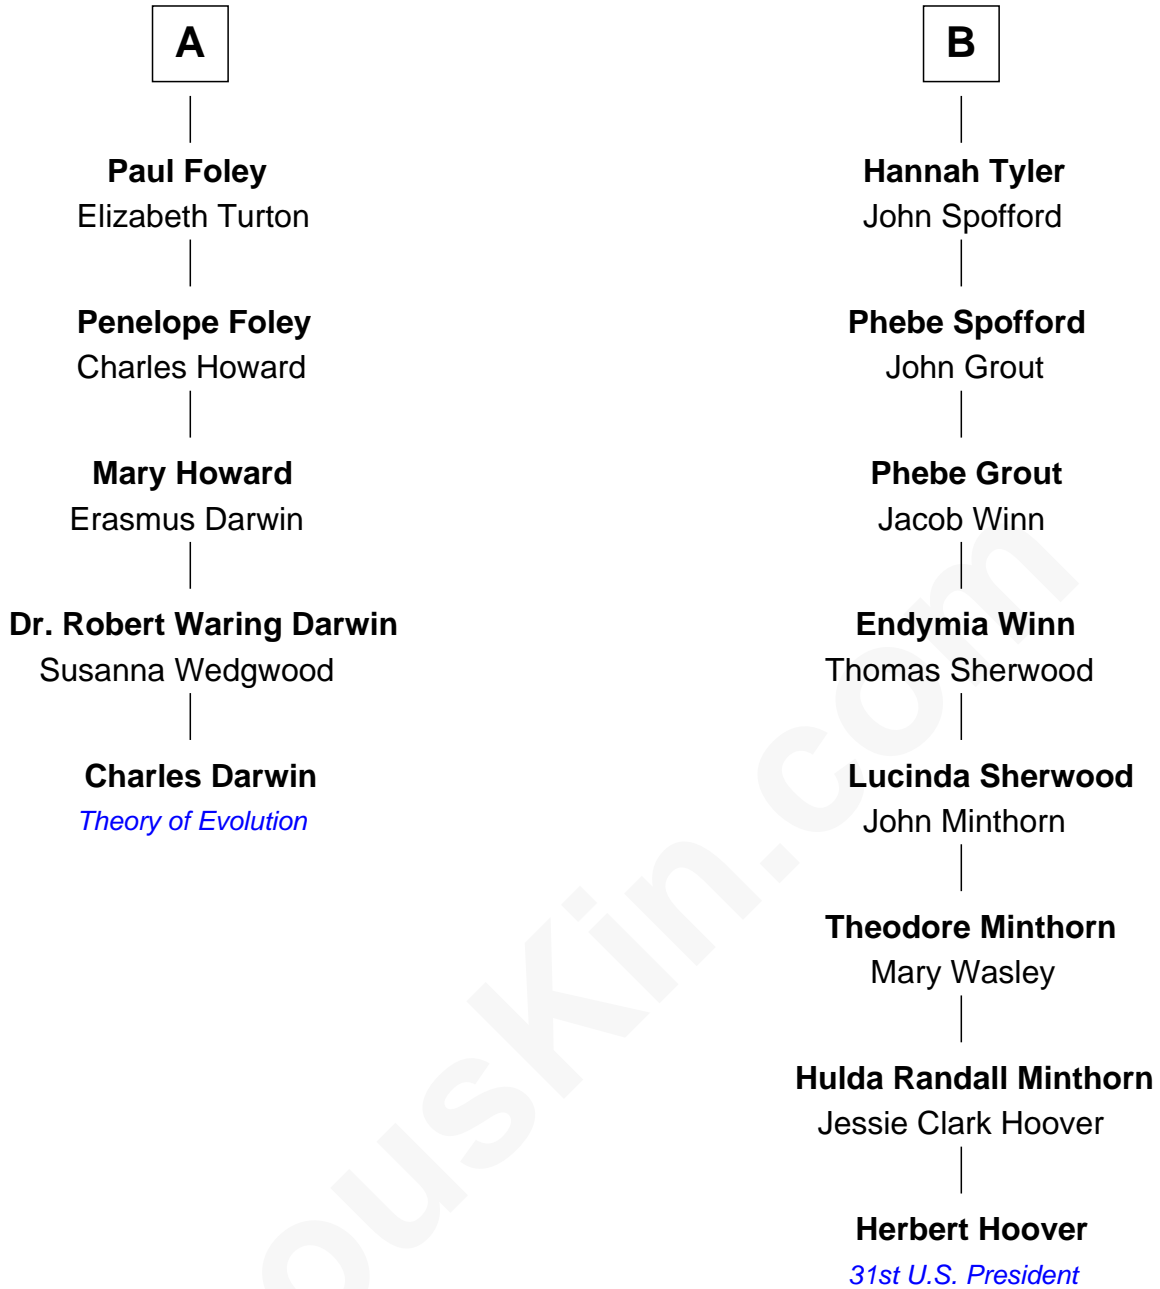 A
Paul Foley
Elizabeth Turton
Penelope Foley
Charles Howard
Mary Howard
Erasmus Darwin
Dr. Robert Waring Darwin
Susanna Wedgwood
Charles Darwin
Theory of Evolution
B
Hannah Tyler
John Spofford
Phebe Spofford
John Grout
Phebe Grout
Jacob Winn
Endymia Winn
Thomas Sherwood
Lucinda Sherwood
John Minthorn
Theodore Minthorn
Mary Wasley
Hulda Randall Minthorn
Jessie Clark Hoover
Herbert Hoover
31st U.S. President
ousKin.com